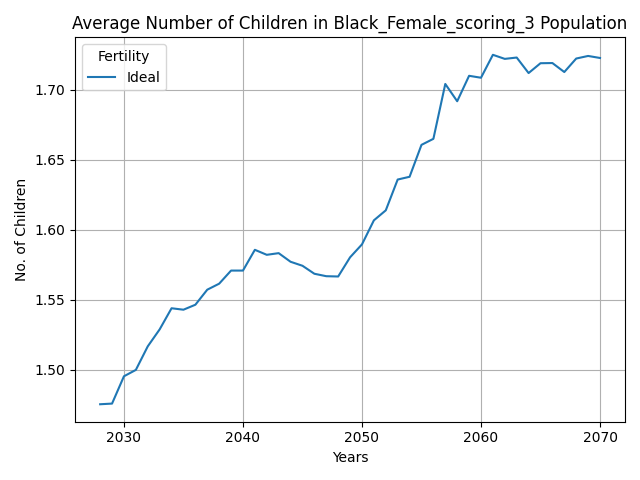 Average Number of Children in Black_Female_scoring_3 Population
Fertility
Ideal
No. of Children
1.70
1.65
1.60
1.55
1.50
2030 2040 2050 2060 2070
Years